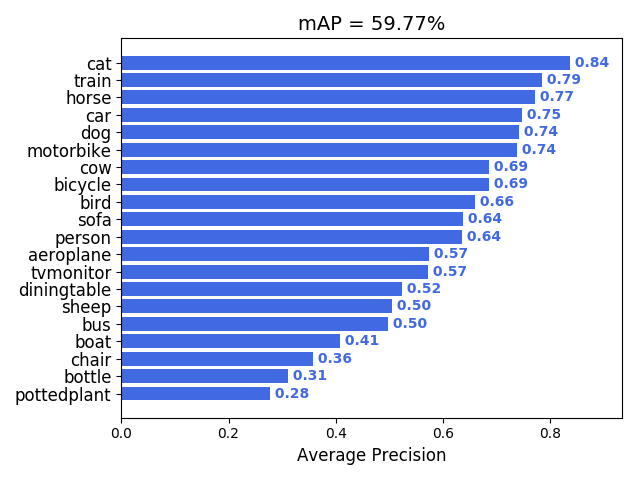 mAP = 59.77%
cat 0.84
train 0.79
horse 0.77
car 0.75
dog 0.74
motorbike 0.74
cow 0.69
bicycle 0.69
bird 0.66
sofa 0.64
person 0.64
aeroplane 0.57
tvmonitor 0.57
diningtable 0.52
sheep 0.50
bus 0.50
boat 0.41
chair 0.36
bottle 0.31
pottedplant 0.28
0.0 0.2 0.4 0.6 0.8
Average Precision